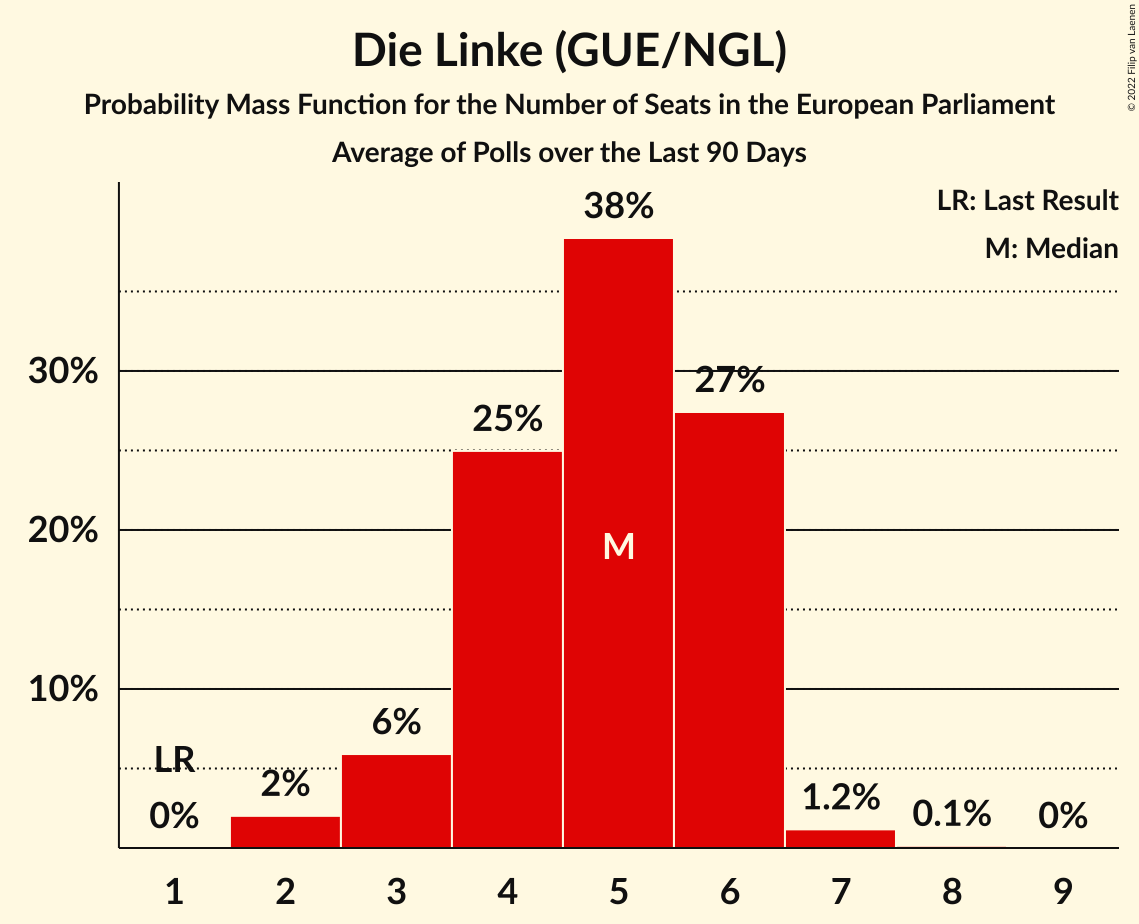 Die Linke (GUE/NGL)
Probability Mass Function for the Number of Seats in the European Parliament
Average of Polls over the Last 90 Days
© 2022 Filip van Laenen
LR: Last Result
M: Median
38%
30%
27%
25%
20%
M
10%
6%
LR
2%
1.2%
0%
0.1%
0%
1 2 3 4 5 6 7 8 9